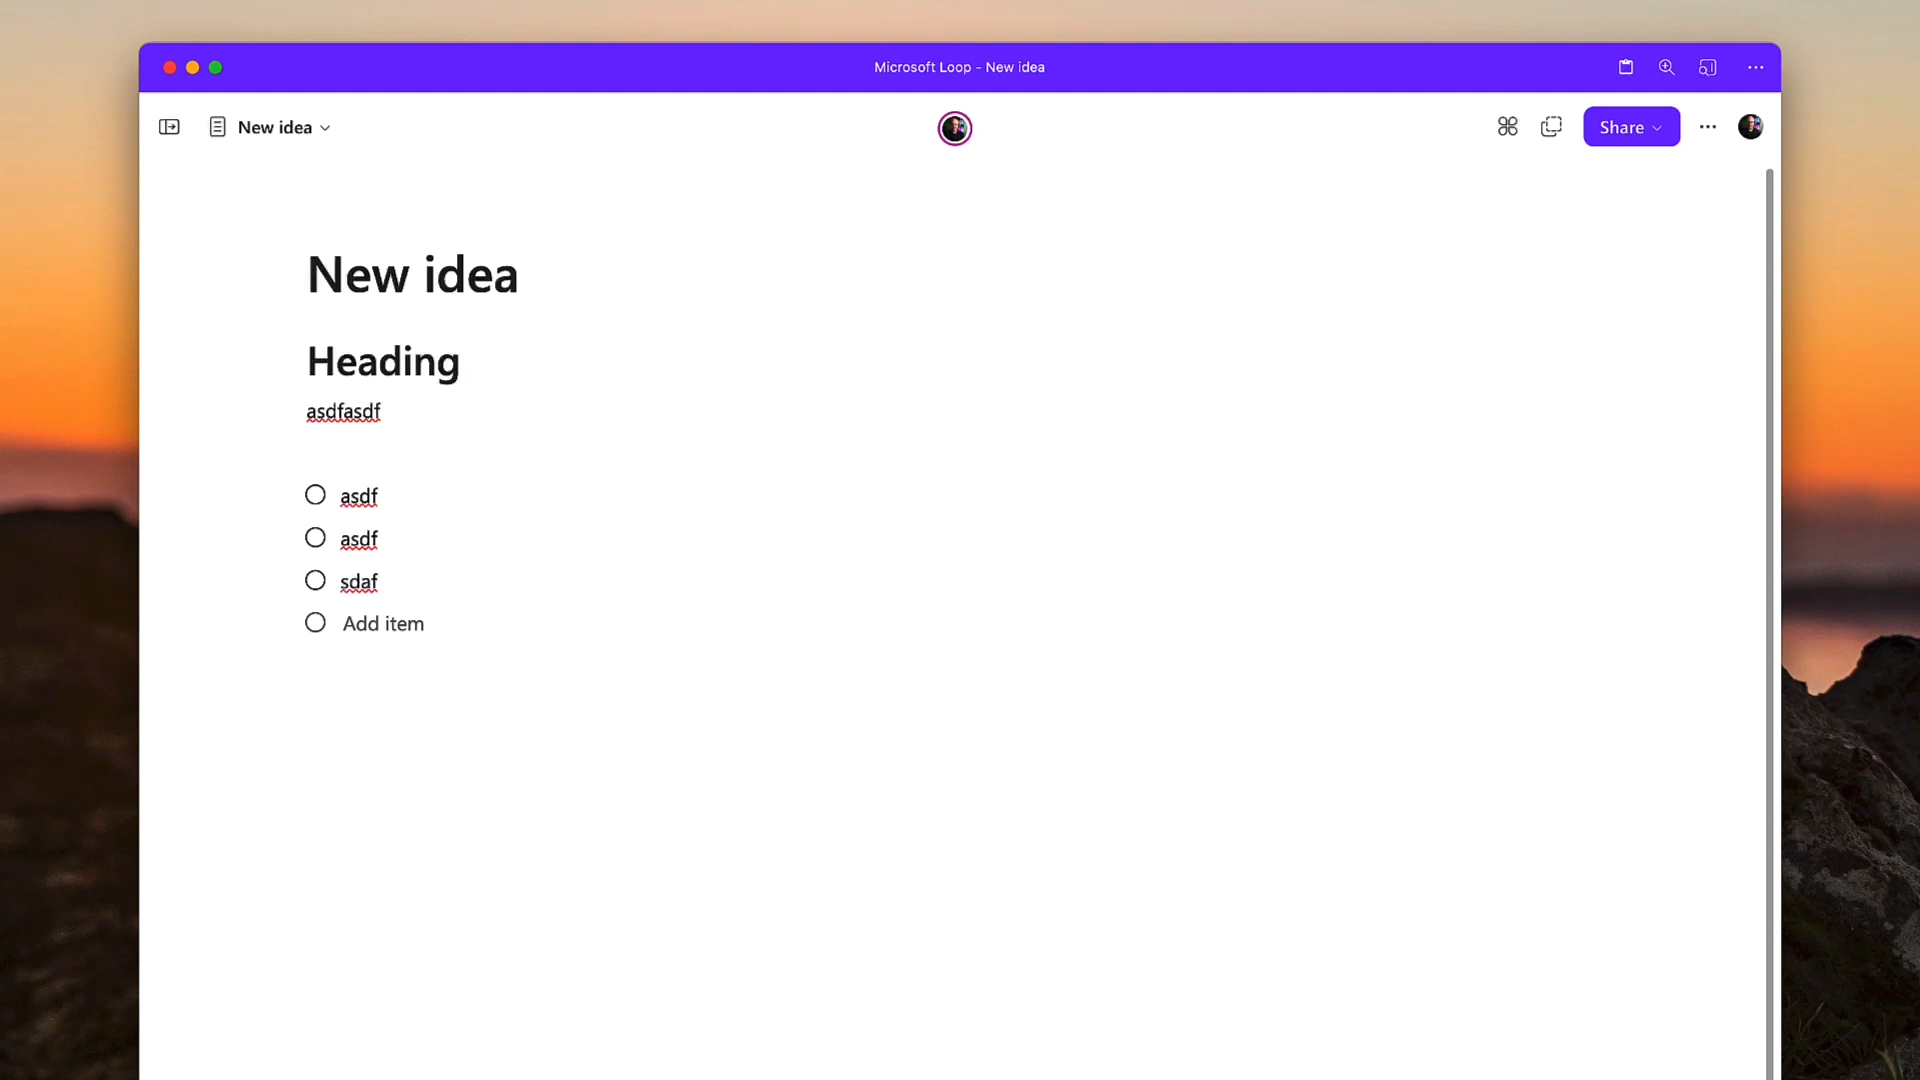 Microsoft Loop - New idea
New idea
Share
New idea
Heading
asdfasdf
asdf
asdf
sdaf
Add item